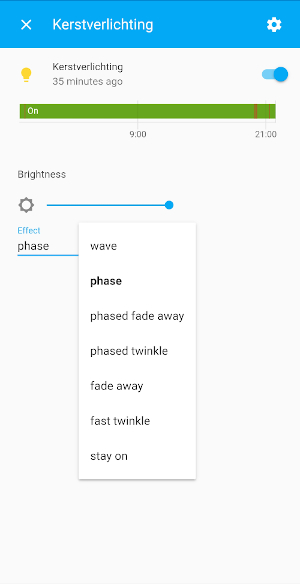 Kerstverlichting
Kerstverlichting
35 minutes ago
On
9:00
21:00
Brightness
Effect
phase
wave
phase
phased fade away
phased twinkle
fade away
fast twinkle
stay on